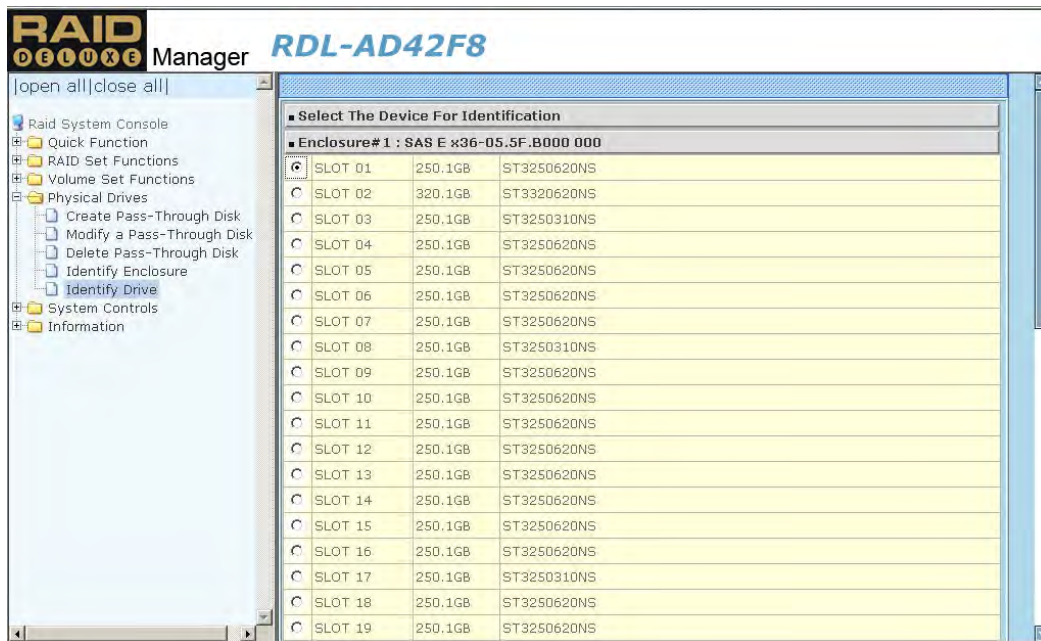 RAID
DELUXE Manager RDL-AD42F8
|open all|close all|
Raid System Console
Quick Function
RAID Set Functions
Volume Set Functions
Physical Drives
Create Pass-Through Disk
Modify a Pass-Through Disk
Delete Pass-Through Disk
Identify Enclosure
Identify Drive
System Controls
Information
Select The Device For Identification
Enclosure#1 : SAS E x36-05.5F.B000 000
SLOT 01 250.1GB ST3250620NS
SLOT 02 320.1GB ST3320620NS
SLOT 03 250.1GB ST3250310NS
SLOT 04 250.1GB ST3250620NS
SLOT 05 250.1GB ST3250620NS
SLOT 06 250.1GB ST3250620NS
SLOT 07 250.1GB ST3250620NS
SLOT 08 250.1GB ST3250310NS
SLOT 09 250.1GB ST3250620NS
SLOT 10 250.1GB ST3250620NS
SLOT 11 250.1GB ST3250620NS
SLOT 12 250.1GB ST3250620NS
SLOT 13 250.1GB ST3250620NS
SLOT 14 250.1GB ST3250620NS
SLOT 15 250.1GB ST3250620NS
SLOT 16 250.1GB ST3250620NS
SLOT 17 250.1GB ST3250310NS
SLOT 18 250.1GB ST3250620NS
SLOT 19 250.1GB ST3250620NS